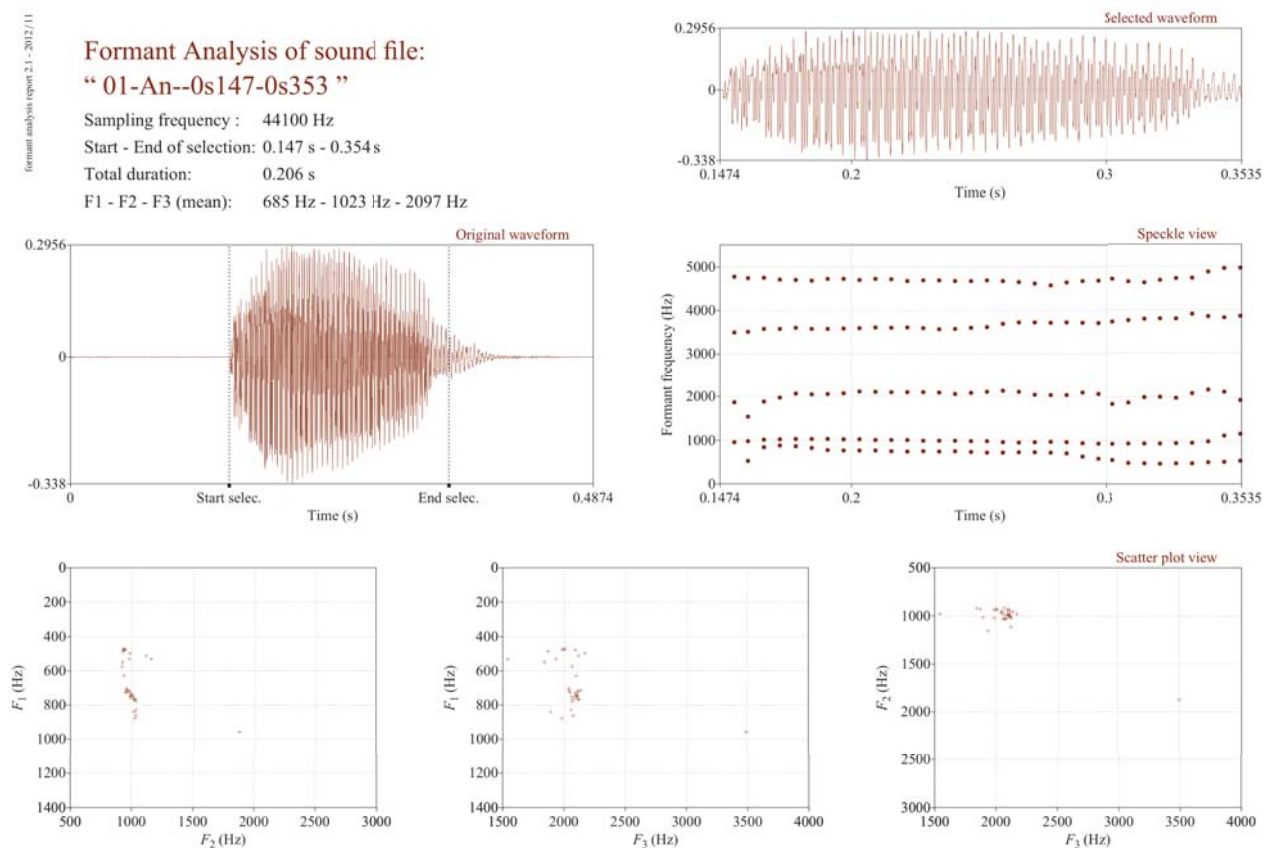 formant analysis report 2.1 - 2012/11
Formant Analysis of sound file:
“ 01-An--0s147-0s353 ”
Sampling frequency : 44100 Hz
Start - End of selection: 0.147 s - 0.354 s
Total duration: 0.206 s
F1 - F2 - F3 (mean): 685 Hz - 1023 Hz - 2097 Hz
Selected waveform
0.2956
0
-0.338
0.1474 0.2 0.3 0.3535
Time (s)
Original waveform
0.2956
0
-0.338
0 Start selec. End selec. 0.4874
Time (s)
Speckle view
Formant frequency (Hz)
5000
4000
3000
2000
1000
0
0.1474 0.2 0.3 0.3535
Time (s)
F1 (Hz)
0
200
400
600
800
1000
1200
1400
500 1000 1500 2000 2500 3000
F2 (Hz)
F1 (Hz)
0
200
400
600
800
1000
1200
1400
1500 2000 2500 3000 3500 4000
F3 (Hz)
Scatter plot view
F2 (Hz)
500
1000
1500
2000
2500
3000
1500 2000 2500 3000 3500 4000
F3 (Hz)